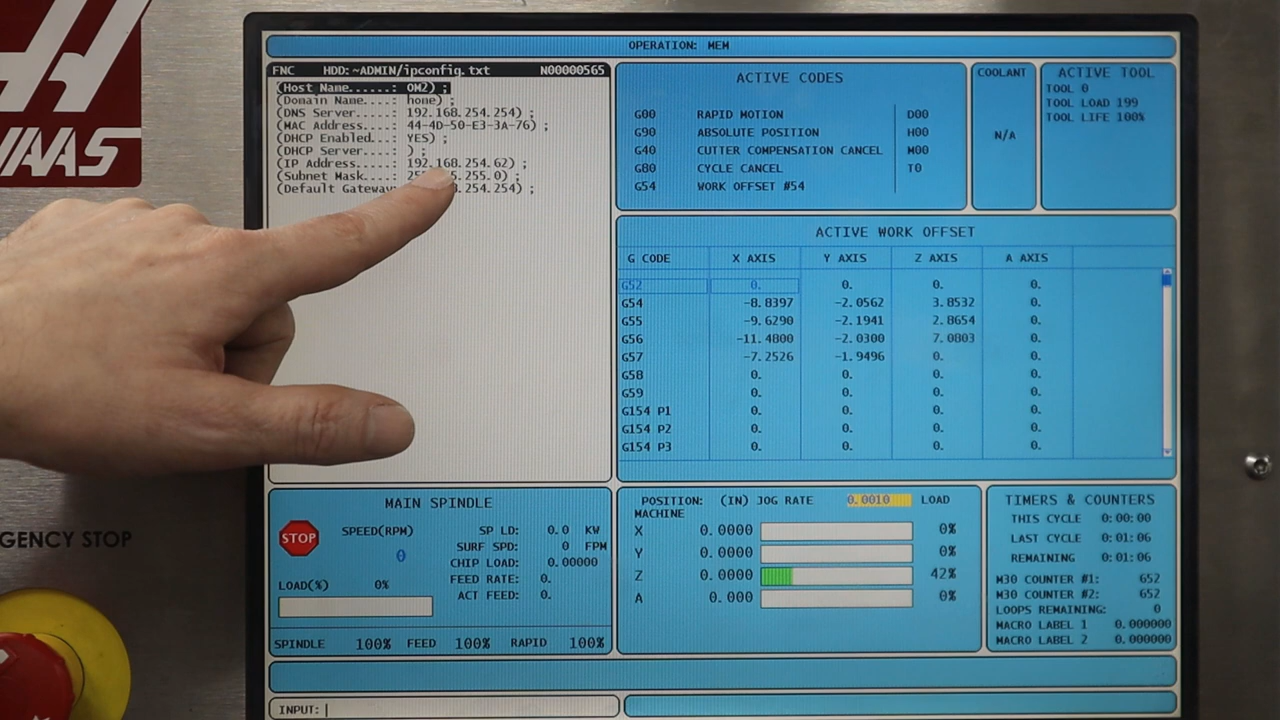 HAAS
GENCY STOP
OPERATION: MEM
FNC HDD:~ADMIN/ipconfig.txt N00000565
(Host Name......: OM2) ;
(Domain Name....: home) ;
(DNS Server.....: 192.168.254.254) ;
(MAC Address....: 44-4D-50-E3-3A-76) ;
(DHCP Enabled...: YES) ;
(DHCP Server....: ) ;
(IP Address.....: 192.168.254.62) ;
(Subnet Mask....: 255.0) ;
(Default Gateway 254.254) ;
ACTIVE CODES
G00 RAPID MOTION D00
G90 ABSOLUTE POSITION H00
G40 CUTTER COMPENSATION CANCEL M00
G80 CYCLE CANCEL T0
G54 WORK OFFSET #54
COOLANT
N/A
ACTIVE TOOL
TOOL 0
TOOL LOAD 199
TOOL LIFE 100%
ACTIVE WORK OFFSET
G CODE X AXIS Y AXIS Z AXIS A AXIS
G52 0. 0. 0. 0.
G54 -8.8397 -2.0562 3.8532 0.
G55 -9.6290 -2.1941 2.8654 0.
G56 -11.4800 -2.0300 7.0803 0.
G57 -7.2526 -1.9496 0. 0.
G58 0. 0. 0. 0.
G59 0. 0. 0. 0.
G154 P1 0. 0. 0. 0.
G154 P2 0. 0. 0. 0.
G154 P3 0. 0. 0. 0.
MAIN SPINDLE
STOP
SPEED(RPM)
0
LOAD(%) 0%
SP LD: 0.0 KW
SURF SPD: 0 FPM
CHIP LOAD: 0.00000
FEED RATE: 0.
ACT FEED: 0.
SPINDLE 100% FEED 100% RAPID 100%
POSITION: (IN) JOG RATE 0.0010 LOAD
MACHINE
X 0.0000 0%
Y 0.0000 0%
Z 0.0000 42%
A 0.000 0%
TIMERS & COUNTERS
THIS CYCLE 0:00:00
LAST CYCLE 0:01:06
REMAINING 0:01:06
M30 COUNTER #1: 652
M30 COUNTER #2: 652
LOOPS REMAINING: 0
MACRO LABEL 1 0.000000
MACRO LABEL 2 0.000000
INPUT: